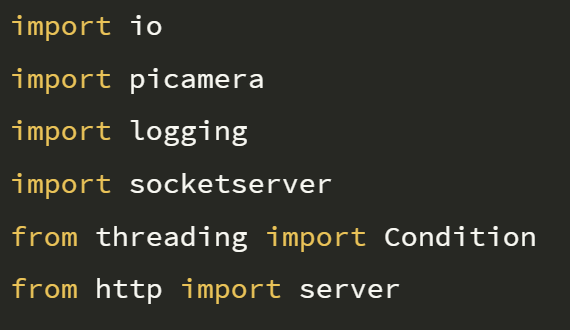 import io
import picamera
import logging
import socketserver
from threading import Condition
from http import server